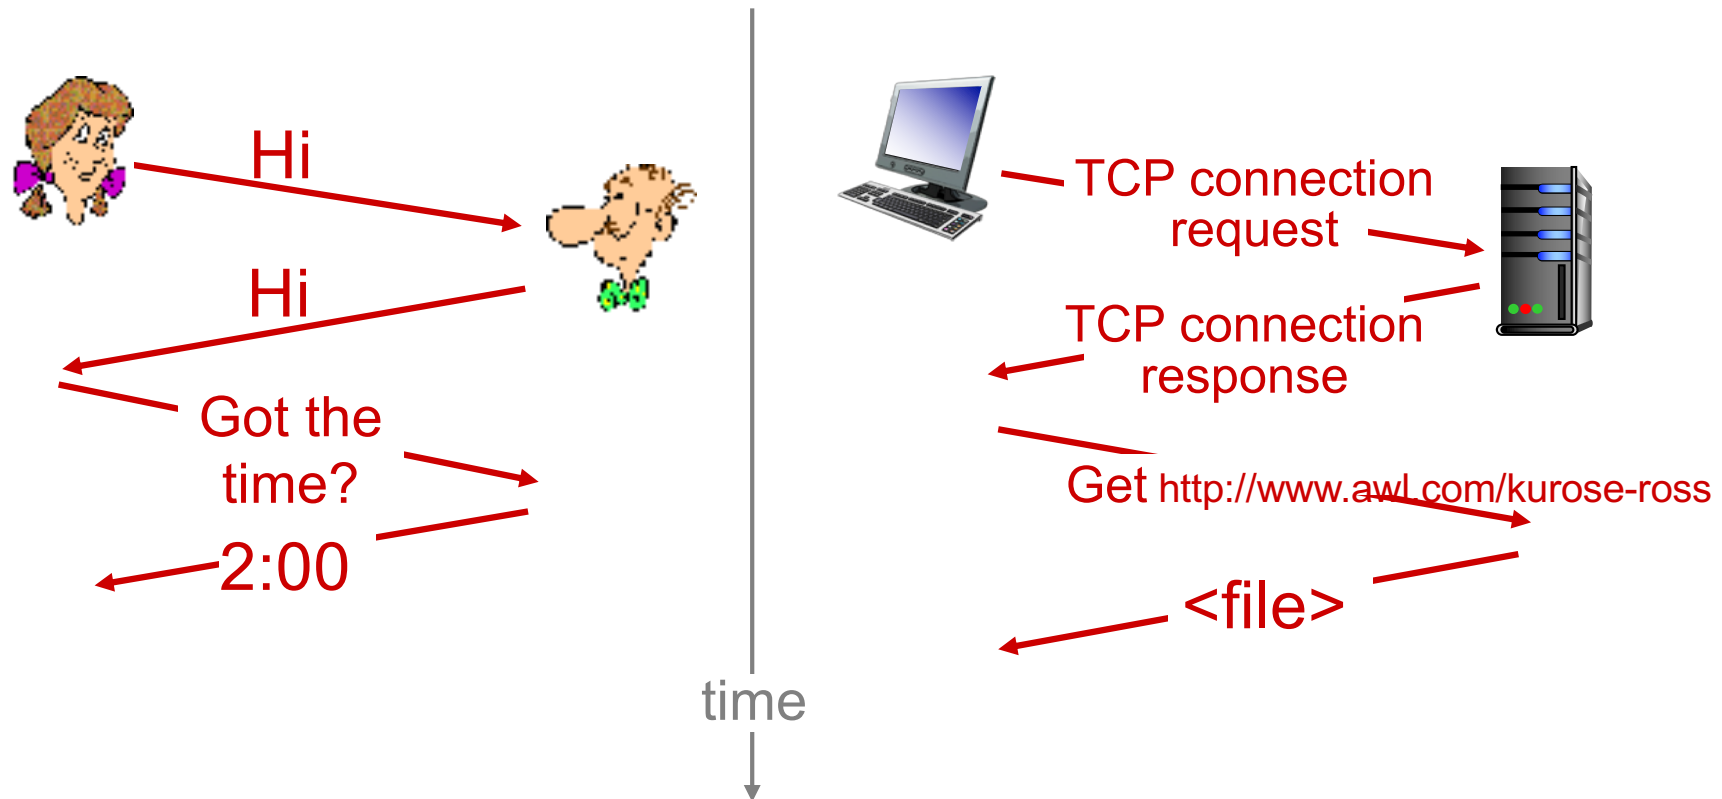 Hi
Hi
Got the
time?
2:00
time
TCP connection
request
TCP connection
response
Get http://www.awl.com/kurose-ross
<file>